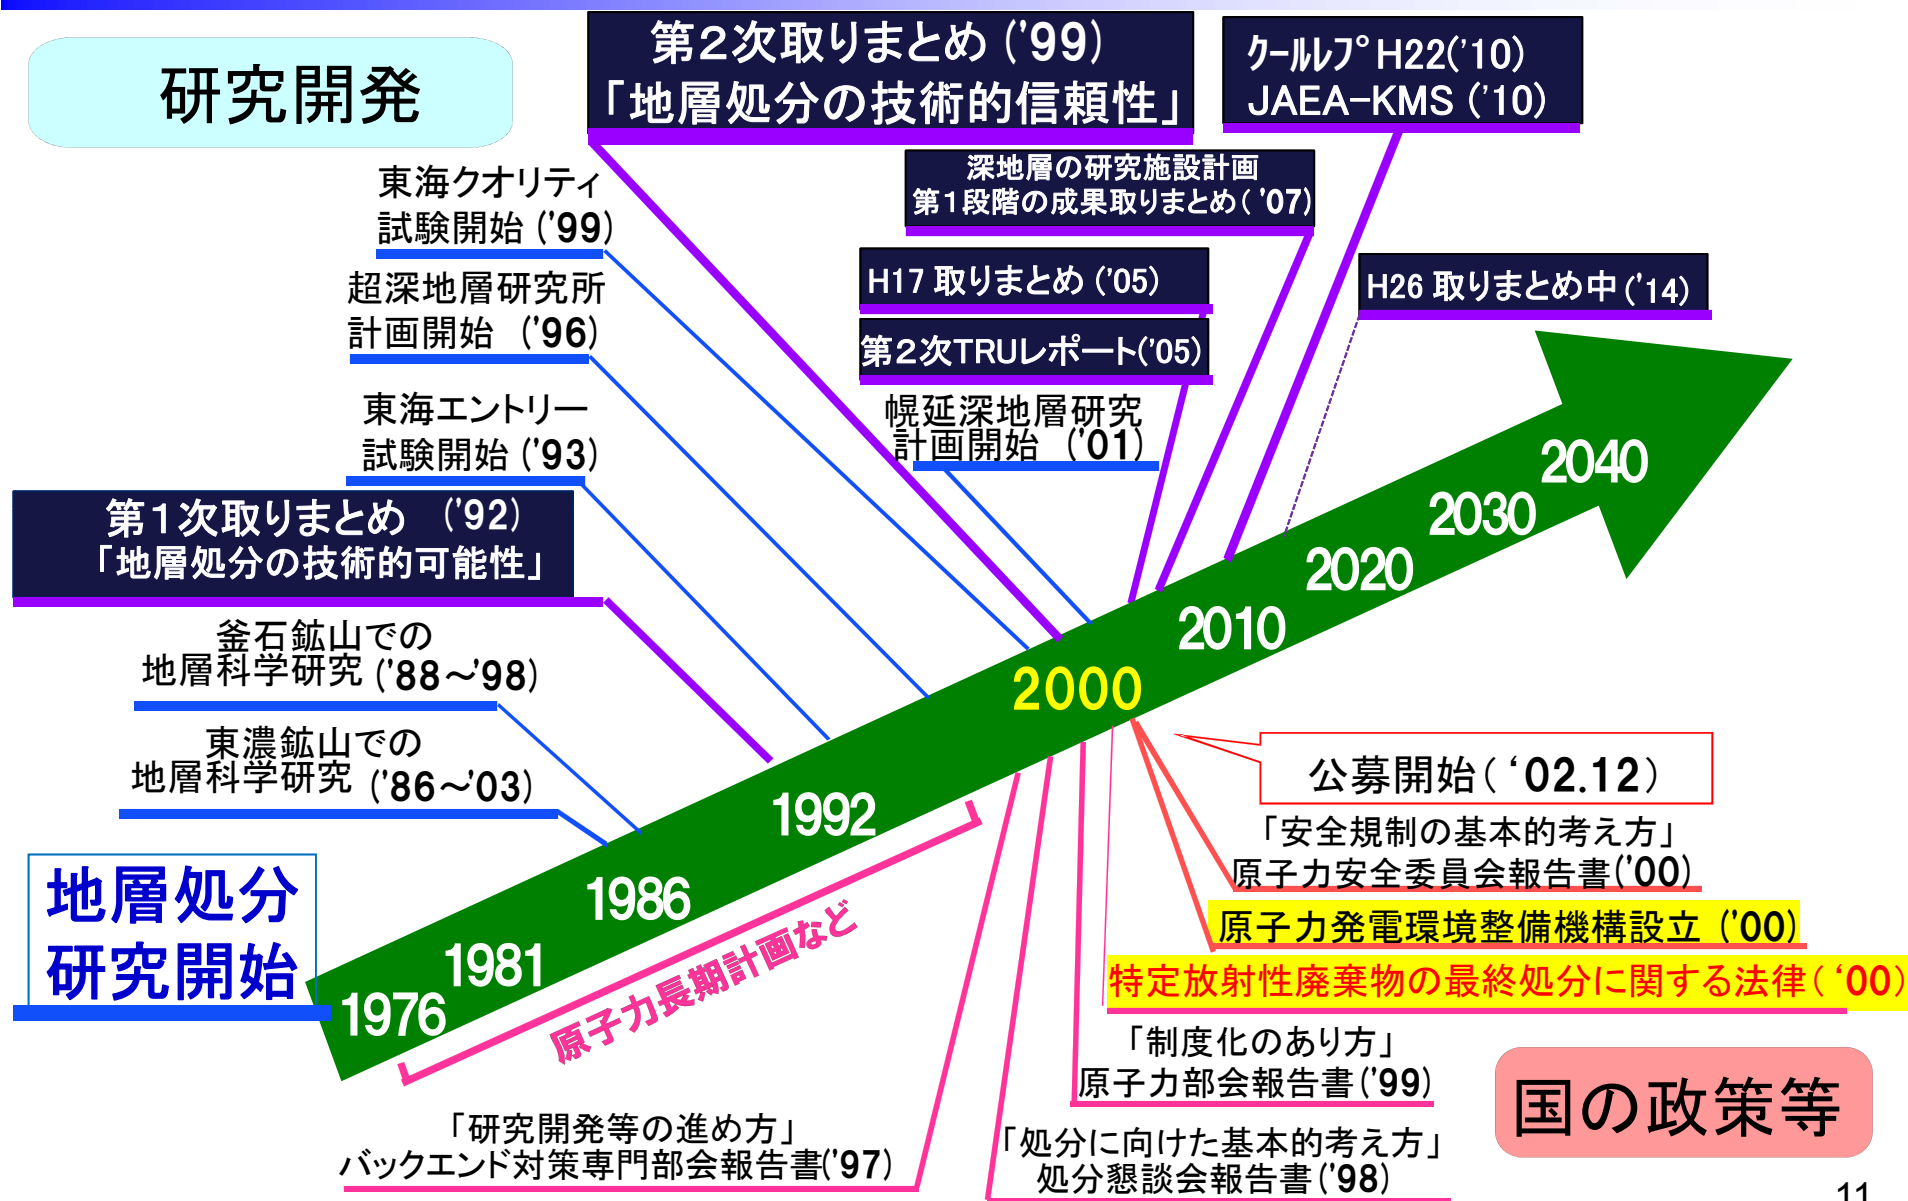 研究開発
第2次取りまとめ ('99)
「地層処分の技術的信頼性」
ｸｰﾙﾚﾌﾟ H22('10)
JAEA-KMS ('10)
東海クオリティ
試験開始 ('99)
深地層の研究施設計画
第1段階の成果取りまとめ( '07)
超深地層研究所
計画開始 ('96)
H17 取りまとめ ('05)
H26 取りまとめ中 ('14)
第2次TRUレポート('05)
東海エントリー
試験開始 ('93)
幌延深地層研究
計画開始 ('01)
第1次取りまとめ ('92)
「地層処分の技術的可能性」
釜石鉱山での
地層科学研究 ('88～'98)
東濃鉱山での
地層科学研究 ('86～'03)
地層処分
研究開始
1976
1981
1986
1992
2000
2010
2020
2030
2040
原子力長期計画など
公募開始( ‘02.12)
「安全規制の基本的考え方」
原子力安全委員会報告書('00)
原子力発電環境整備機構設立 ('00)
特定放射性廃棄物の最終処分に関する法律( ‘00)
「制度化のあり方」
原子力部会報告書('99)
「研究開発等の進め方」
バックエンド対策専門部会報告書('97)
「処分に向けた基本的考え方」
処分懇談会報告書('98)
国の政策等
11